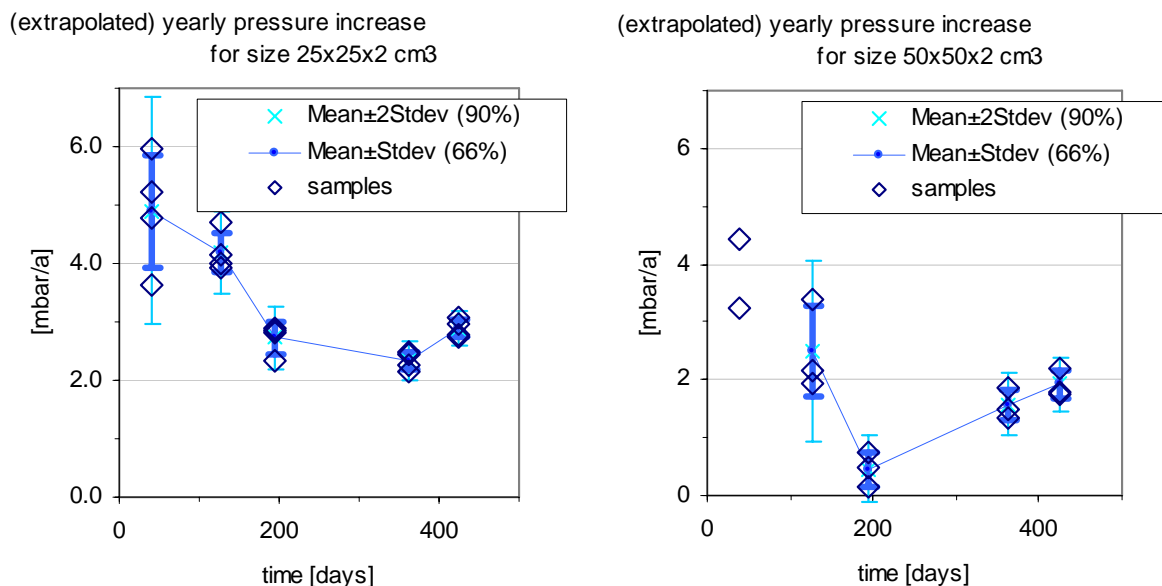 (extrapolated) yearly pressure increase
for size 25x25x2 cm3
Mean±2Stdev (90%)
Mean±Stdev (66%)
samples
6.0
4.0
2.0
0.0
[mbar/a]
0
200
400
time [days]
(extrapolated) yearly pressure increase
for size 50x50x2 cm3
Mean±2Stdev (90%)
Mean±Stdev (66%)
samples
6
4
2
0
[mbar/a]
0
200
400
time [days]